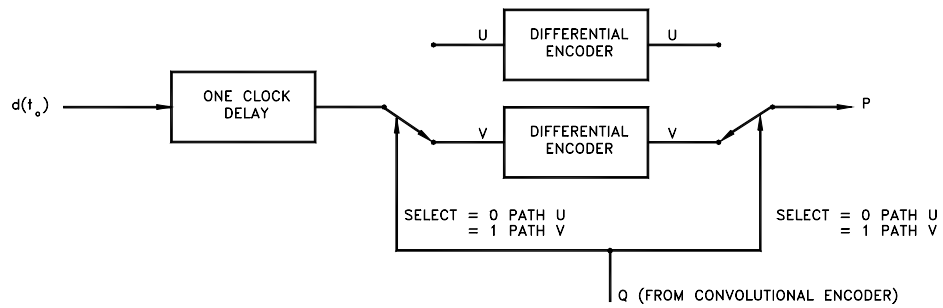 U
DIFFERENTIAL
ENCODER
U
d(t₀)
ONE CLOCK
DELAY
P
V
DIFFERENTIAL
ENCODER
V
SELECT = 0 PATH U
= 1 PATH V
SELECT = 0 PATH U
= 1 PATH V
Q (FROM CONVOLUTIONAL ENCODER)